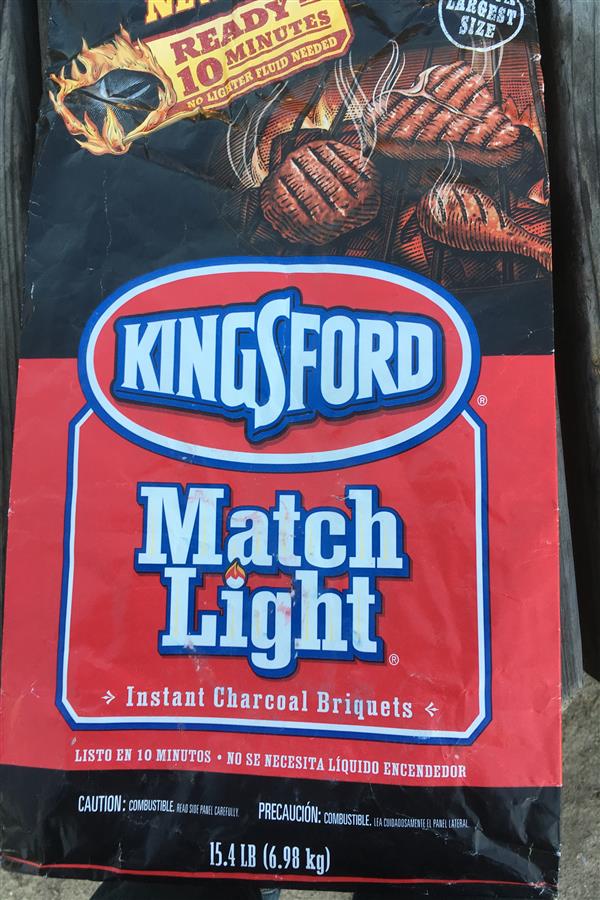 READY
10 MINUTES
NO LIGHTER FLUID NEEDED
LARGEST
SIZE
KINGSFORD
®
Match
Light
®
Instant Charcoal Briquets
LISTO EN 10 MINUTOS • NO SE NECESITA LÍQUIDO ENCENDEDOR
CAUTION: COMBUSTIBLE. READ SIDE PANEL CAREFULLY. PRECAUCIÓN: COMBUSTIBLE. LEA CUIDADOSAMENTE EL PANEL LATERAL.
15.4 LB (6.98 kg)